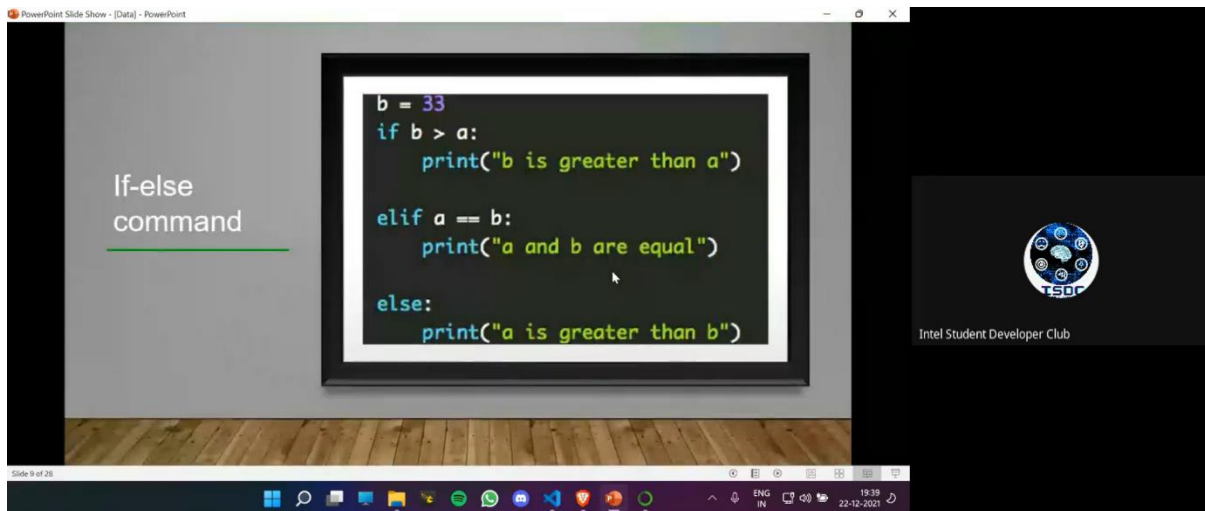 PowerPoint Slide Show - [Data] - PowerPoint
If-else
command
b = 33
if b > a:
    print("b is greater than a")
elif a == b:
    print("a and b are equal")
else:
    print("a is greater than b")
ISDC
Intel Student Developer Club
Slide 9 of 28
ENG
IN
19:39
22-12-2021